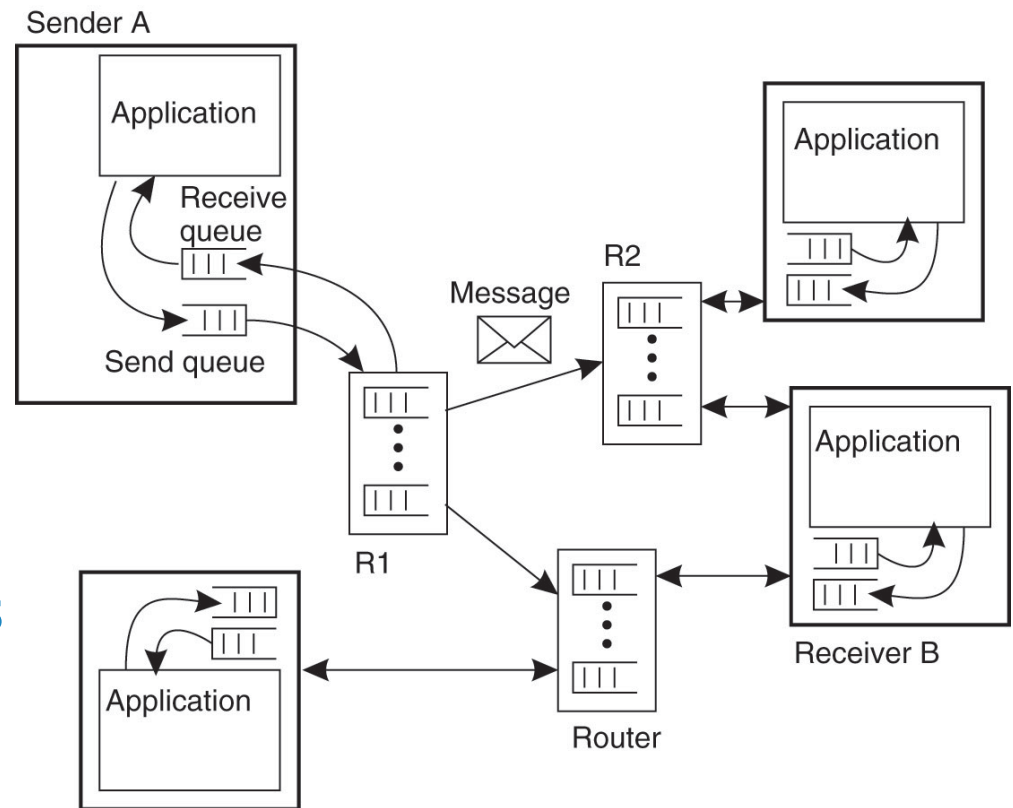 Sender A
Application
Receive
queue
Send queue
R1
Message
R2
Application
Application
Receiver B
Router
Application